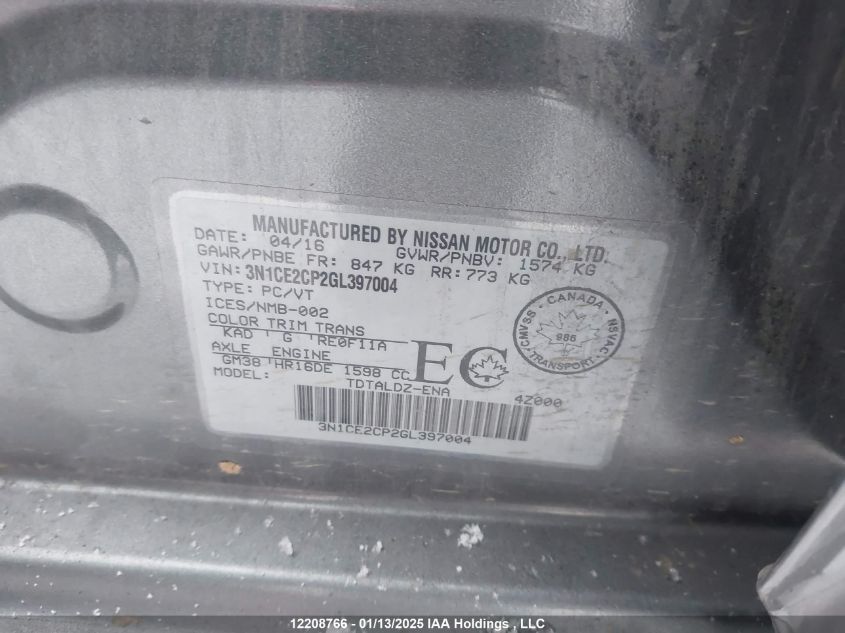 MANUFACTURED BY NISSAN MOTOR CO., LTD.
DATE: 04/16 GVWR/PNBV: 1574 KG
GAWR/PNBE FR: 847 KG RR: 773 KG
VIN: 3N1CE2CP2GL397004
TYPE: PC/VT
ICES/NMB-002
COLOR TRIM TRANS
KAD 'G 'RE0F11A
AXLE ENGINE
GM38 'HR16DE 1598 CC
MODEL: TDTALDZ-ENA
EC
4Z000
3N1CE2CP2GL397004
CMVSS - CANADA - NSVAC
986
TRANSPORT
12208766 - 01/13/2025 IAA Holdings , LLC